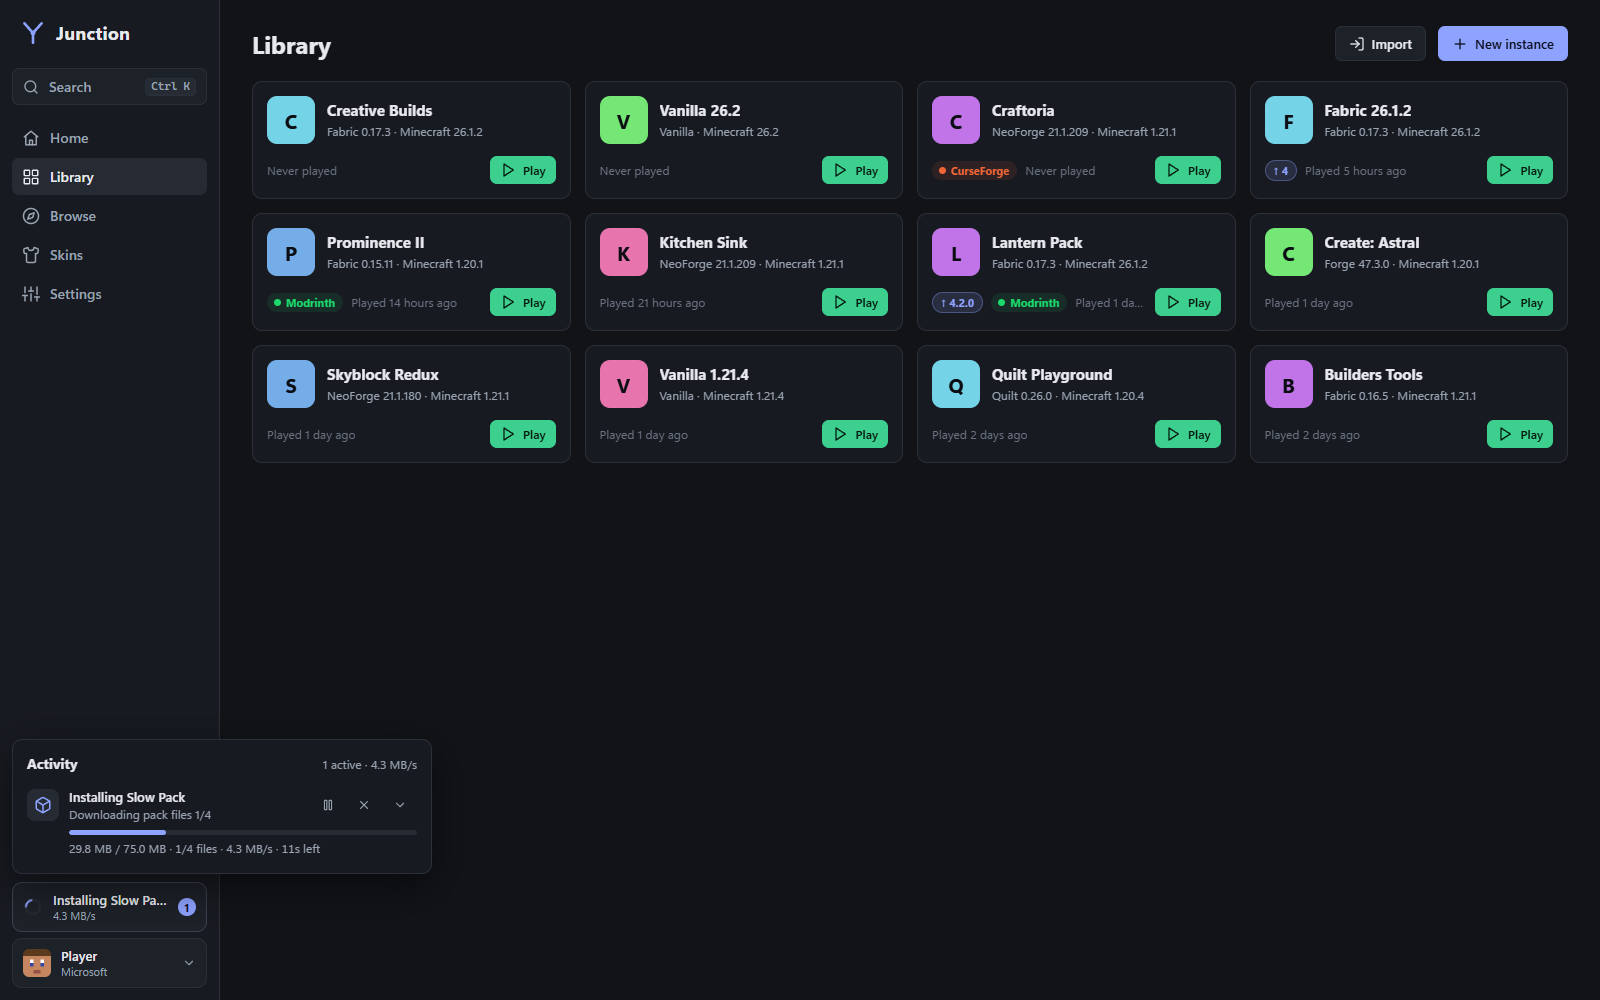 Junction
Search Ctrl K
Home
Library
Browse
Skins
Settings
Library
Import
New instance
C
Creative Builds
Fabric 0.17.3 · Minecraft 26.1.2
Never played
Play
V
Vanilla 26.2
Vanilla · Minecraft 26.2
Never played
Play
C
Craftoria
NeoForge 21.1.209 · Minecraft 1.21.1
CurseForge Never played
Play
F
Fabric 26.1.2
Fabric 0.17.3 · Minecraft 26.1.2
↑ 4 Played 5 hours ago
Play
P
Prominence II
Fabric 0.15.11 · Minecraft 1.20.1
Modrinth Played 14 hours ago
Play
K
Kitchen Sink
NeoForge 21.1.209 · Minecraft 1.21.1
Played 21 hours ago
Play
L
Lantern Pack
Fabric 0.17.3 · Minecraft 26.1.2
↑ 4.2.0 Modrinth Played 1 da...
Play
C
Create: Astral
Forge 47.3.0 · Minecraft 1.20.1
Played 1 day ago
Play
S
Skyblock Redux
NeoForge 21.1.180 · Minecraft 1.21.1
Played 1 day ago
Play
V
Vanilla 1.21.4
Vanilla · Minecraft 1.21.4
Played 1 day ago
Play
Q
Quilt Playground
Quilt 0.26.0 · Minecraft 1.20.4
Played 2 days ago
Play
B
Builders Tools
Fabric 0.16.5 · Minecraft 1.21.1
Played 2 days ago
Play
Activity
1 active · 4.3 MB/s
Installing Slow Pack
Downloading pack files 1/4
29.8 MB / 75.0 MB · 1/4 files · 4.3 MB/s · 11s left
Installing Slow Pa...
4.3 MB/s
1
Player
Microsoft